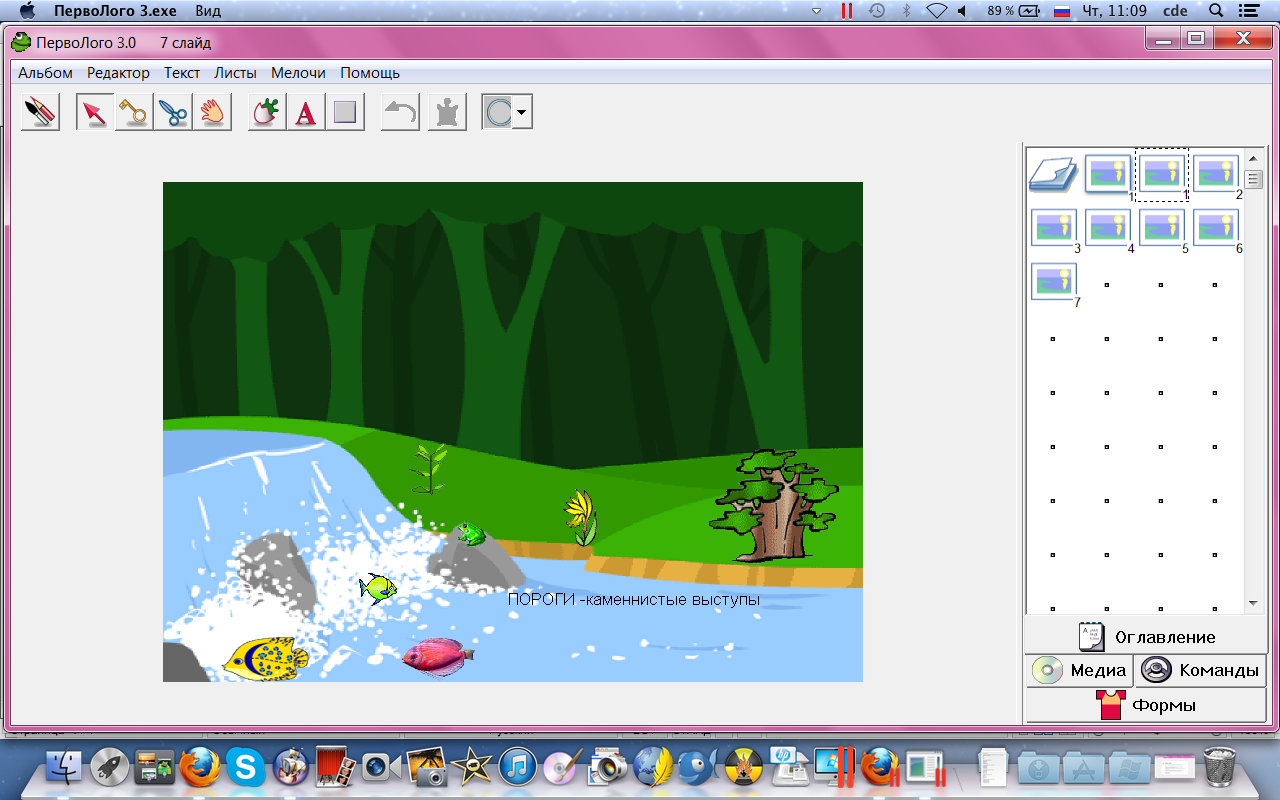 ПервоЛого 3.exe Вид
89 % Чт, 11:09 cde
ПервоЛого 3.0 7 слайд
Альбом Редактор Текст Листы Мелочи Помощь
1 1 2
3 4 5 6
7
ПОРОГИ -каменнистые выступы
Оглавление
Медиа Команды
Формы